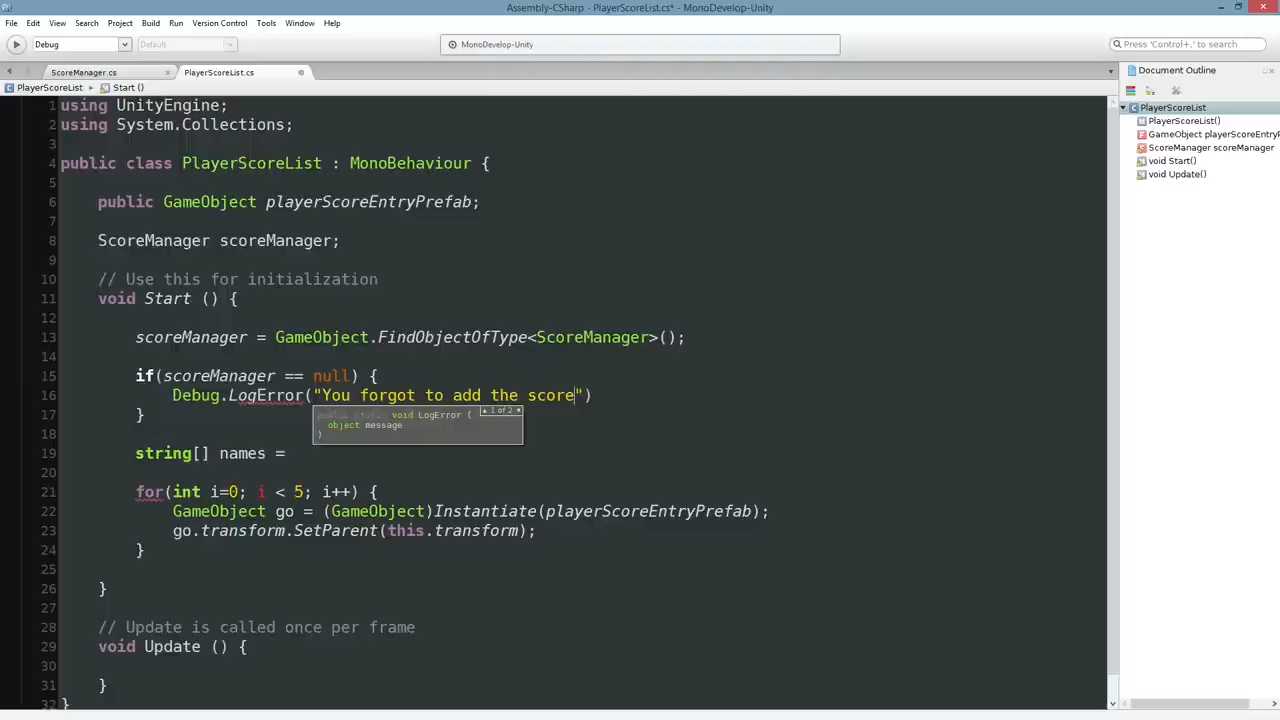 Assembly-CSharp - PlayerScoreList.cs* - MonoDevelop-Unity
File Edit View Search Project Build Run Version Control Tools Window Help
Debug Default MonoDevelop-Unity Press 'Control+,' to search
ScoreManager.cs PlayerScoreList.cs
PlayerScoreList Start ()
1 using UnityEngine;
2 using System.Collections;
3
4 public class PlayerScoreList : MonoBehaviour {
5
6 public GameObject playerScoreEntryPrefab;
7
8 ScoreManager scoreManager;
9
10 // Use this for initialization
11 void Start () {
12
13 scoreManager = GameObject.FindObjectOfType<ScoreManager>();
14
15 if(scoreManager == null) {
16 Debug.LogError("You forgot to add the score")
17 }
public static void LogError (
1 of 2
object message
)
18
19 string[] names =
20
21 for(int i=0; i < 5; i++) {
22 GameObject go = (GameObject)Instantiate(playerScoreEntryPrefab);
23 go.transform.SetParent(this.transform);
24 }
25
26 }
27
28 // Update is called once per frame
29 void Update () {
30
31 }
32 }
Document Outline
PlayerScoreList
PlayerScoreList()
GameObject playerScoreEntryP
ScoreManager scoreManager
void Start()
void Update()